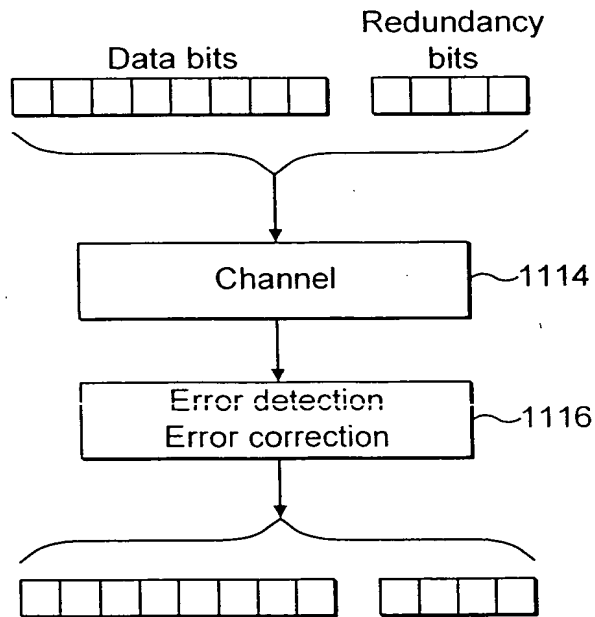 Data bits
Redundancy
bits
Channel
1114
Error detection
Error correction
1116